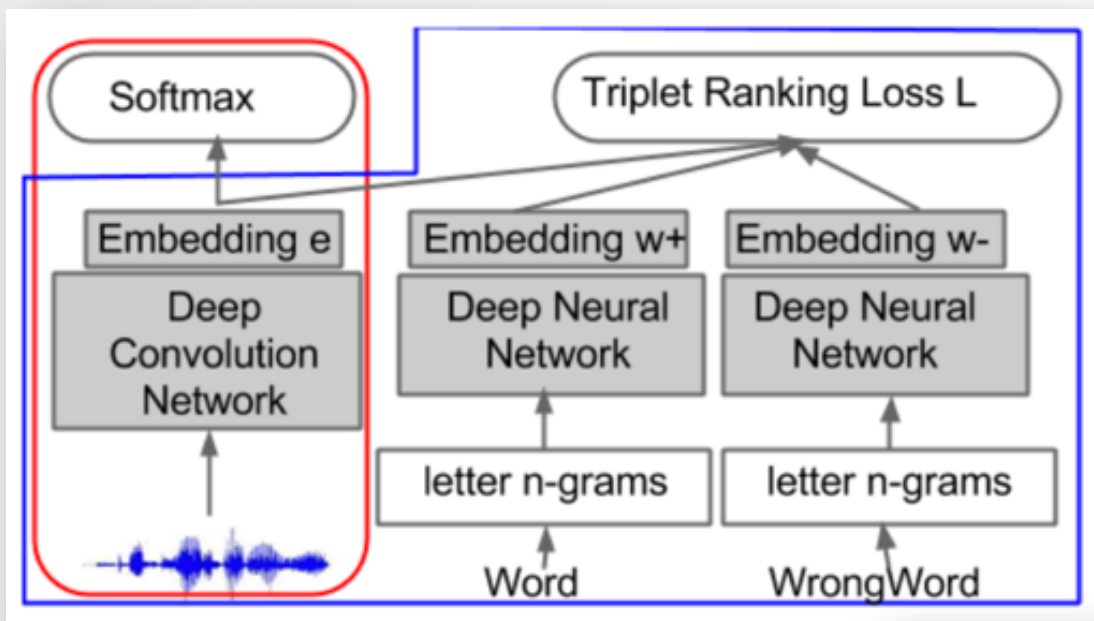 Softmax
Triplet Ranking Loss L
Embedding e
Embedding w+
Embedding w-
Deep
Convolution
Network
Deep Neural
Network
Deep Neural
Network
letter n-grams
letter n-grams
Word
WrongWord